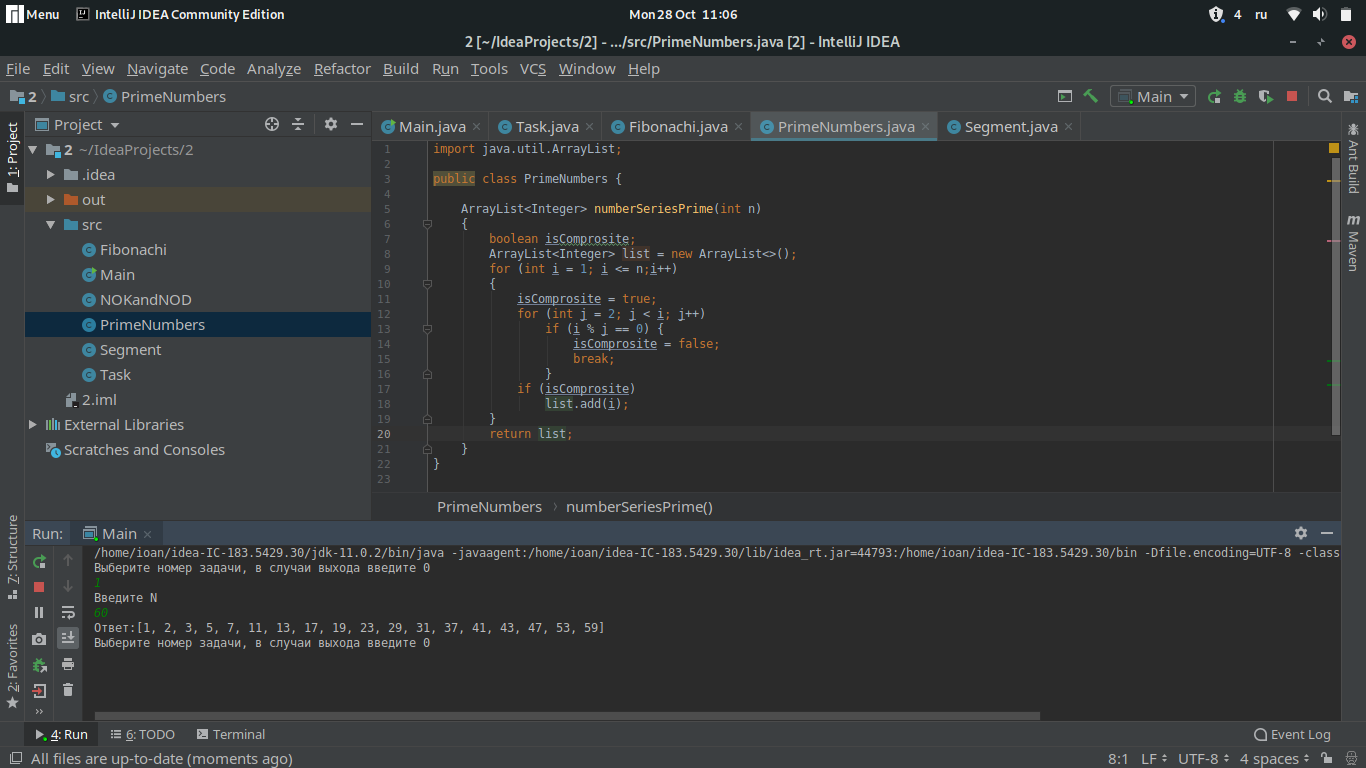 Menu IntelliJ IDEA Community Edition Mon 28 Oct 11:06 4 ru
2 [~/IdeaProjects/2] - .../src/PrimeNumbers.java [2] - IntelliJ IDEA
File Edit View Navigate Code Analyze Refactor Build Run Tools VCS Window Help
2 src PrimeNumbers Main
1: Project
Project
2 ~/IdeaProjects/2
.idea
out
src
Fibonachi
Main
NOKandNOD
PrimeNumbers
Segment
Task
2.iml
External Libraries
Scratches and Consoles
Main.java Task.java Fibonachi.java PrimeNumbers.java Segment.java
1 import java.util.ArrayList;
2
3 public class PrimeNumbers {
4
5 ArrayList<Integer> numberSeriesPrime(int n)
6 {
7 boolean isComprosite;
8 ArrayList<Integer> list = new ArrayList<>();
9 for (int i = 1; i <= n;i++)
10 {
11 isComprosite = true;
12 for (int j = 2; j < i; j++)
13 if (i % j == 0) {
14 isComprosite = false;
15 break;
16 }
17 if (isComprosite)
18 list.add(i);
19 }
20 return list;
21 }
22 }
23
PrimeNumbers numberSeriesPrime()
Ant Build
Maven
7: Structure
2: Favorites
Run: Main
/home/ioan/idea-IC-183.5429.30/jdk-11.0.2/bin/java -javaagent:/home/ioan/idea-IC-183.5429.30/lib/idea_rt.jar=44793:/home/ioan/idea-IC-183.5429.30/bin -Dfile.encoding=UTF-8 -class
Выберите номер задачи, в случаи выхода введите 0
1
Введите N
60
Ответ:[1, 2, 3, 5, 7, 11, 13, 17, 19, 23, 29, 31, 37, 41, 43, 47, 53, 59]
Выберите номер задачи, в случаи выхода введите 0
4: Run 6: TODO Terminal Event Log
All files are up-to-date (moments ago) 8:1 LF UTF-8 4 spaces